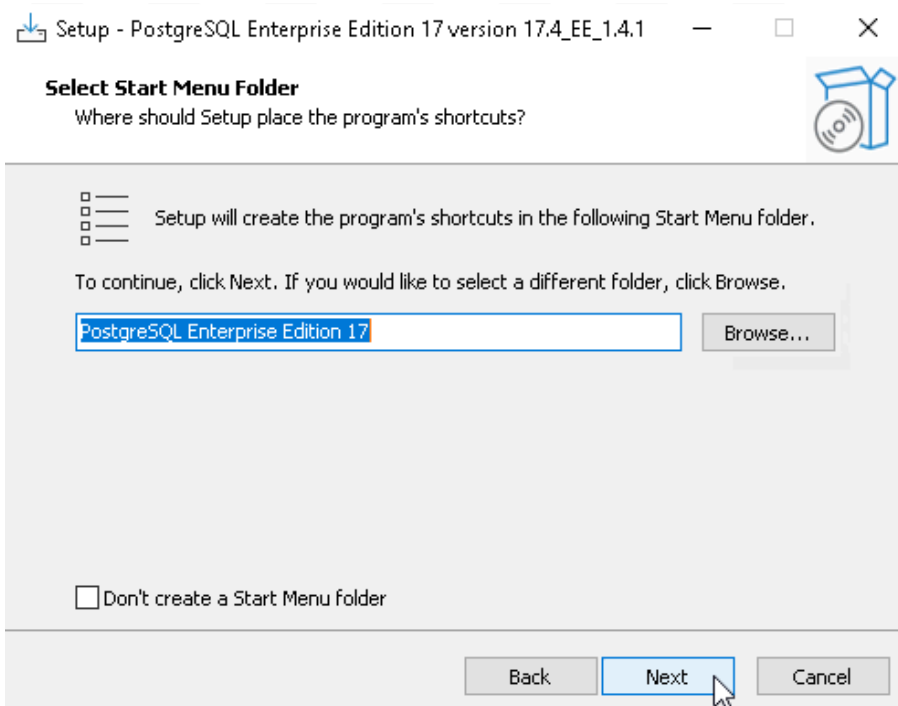 Setup - PostgreSQL Enterprise Edition 17 version 17.4_EE_1.4.1
Select Start Menu Folder
Where should Setup place the program's shortcuts?
Setup will create the program's shortcuts in the following Start Menu folder.
To continue, click Next. If you would like to select a different folder, click Browse.
PostgreSQL Enterprise Edition 17
Browse...
Don't create a Start Menu folder
Back
Next
Cancel